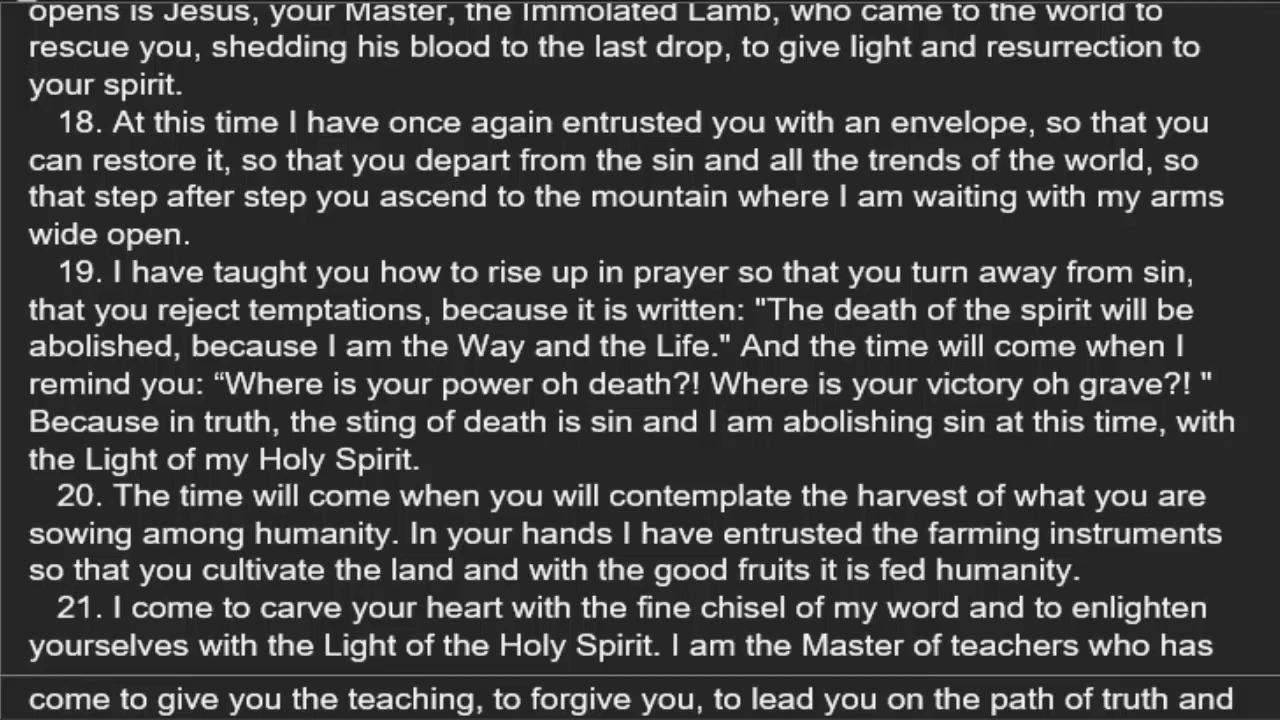 opens is Jesus, your Master, the Immolated Lamb, who came to the world to
rescue you, shedding his blood to the last drop, to give light and resurrection to
your spirit.
18. At this time I have once again entrusted you with an envelope, so that you
can restore it, so that you depart from the sin and all the trends of the world, so
that step after step you ascend to the mountain where I am waiting with my arms
wide open.
19. I have taught you how to rise up in prayer so that you turn away from sin,
that you reject temptations, because it is written: "The death of the spirit will be
abolished, because I am the Way and the Life." And the time will come when I
remind you: “Where is your power oh death?! Where is your victory oh grave?! "
Because in truth, the sting of death is sin and I am abolishing sin at this time, with
the Light of my Holy Spirit.
20. The time will come when you will contemplate the harvest of what you are
sowing among humanity. In your hands I have entrusted the farming instruments
so that you cultivate the land and with the good fruits it is fed humanity.
21. I come to carve your heart with the fine chisel of my word and to enlighten
yourselves with the Light of the Holy Spirit. I am the Master of teachers who has
come to give you the teaching, to forgive you, to lead you on the path of truth and